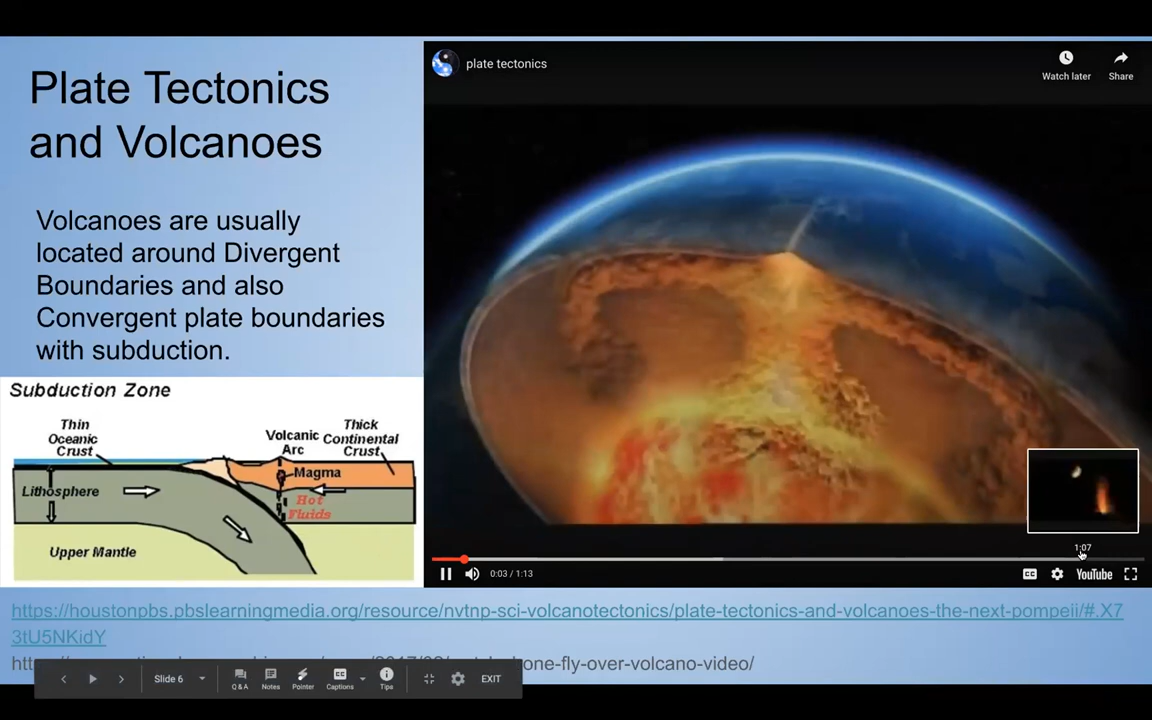 Plate Tectonics
and Volcanoes
Volcanoes are usually
located around Divergent
Boundaries and also
Convergent plate boundaries
with subduction.
Subduction Zone
Thin
Oceanic
Crust
Volcanic
Arc
Thick
Continental
Crust
Magma
Lithosphere
Hot
Fluids
Upper Mantle
plate tectonics
Watch later
Share
1:07
0:03 / 1:13
CC
YouTube
https://houstonpbs.pbslearningmedia.org/resource/nvtnp-sci-volcanotectonics/plate-tectonics-and-volcanoes-the-next-pompeii/#.X7
3tU5NKidY
one-fly-over-volcano-video/
Slide 6
Q & A
Notes
Pointer
CC
Captions
Tips
EXIT